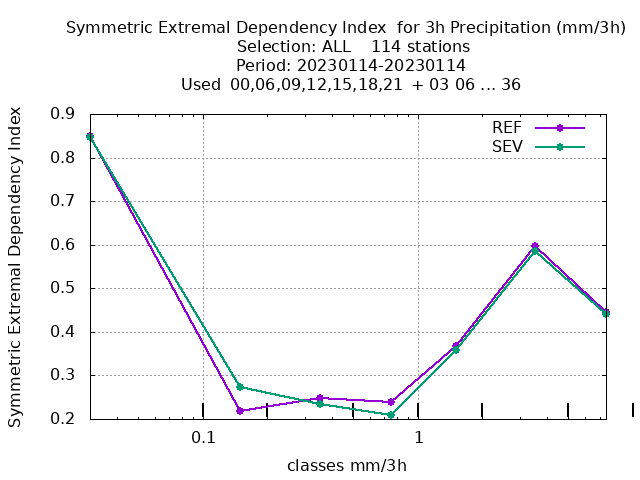 Symmetric Extremal Dependency Index  for 3h Precipitation (mm/3h)
Selection: ALL    114 stations
Period: 20230114-20230114
Used  00,06,09,12,15,18,21  + 03 06 ... 36
Symmetric Extremal Dependency Index
0.9
0.8
0.7
0.6
0.5
0.4
0.3
0.2
REF
SEV
0.1
1
classes mm/3h